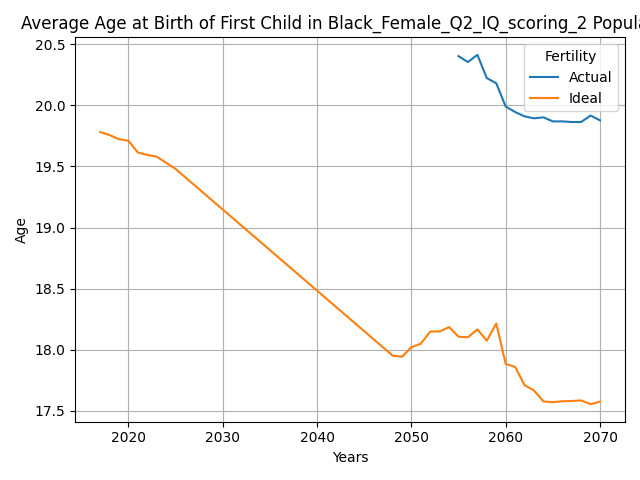 Average Age at Birth of First Child in Black_Female_Q2_IQ_scoring_2 Popula
Fertility
Actual
Ideal
20.5
20.0
19.5
19.0
18.5
18.0
17.5
Age
2020 2030 2040 2050 2060 2070
Years